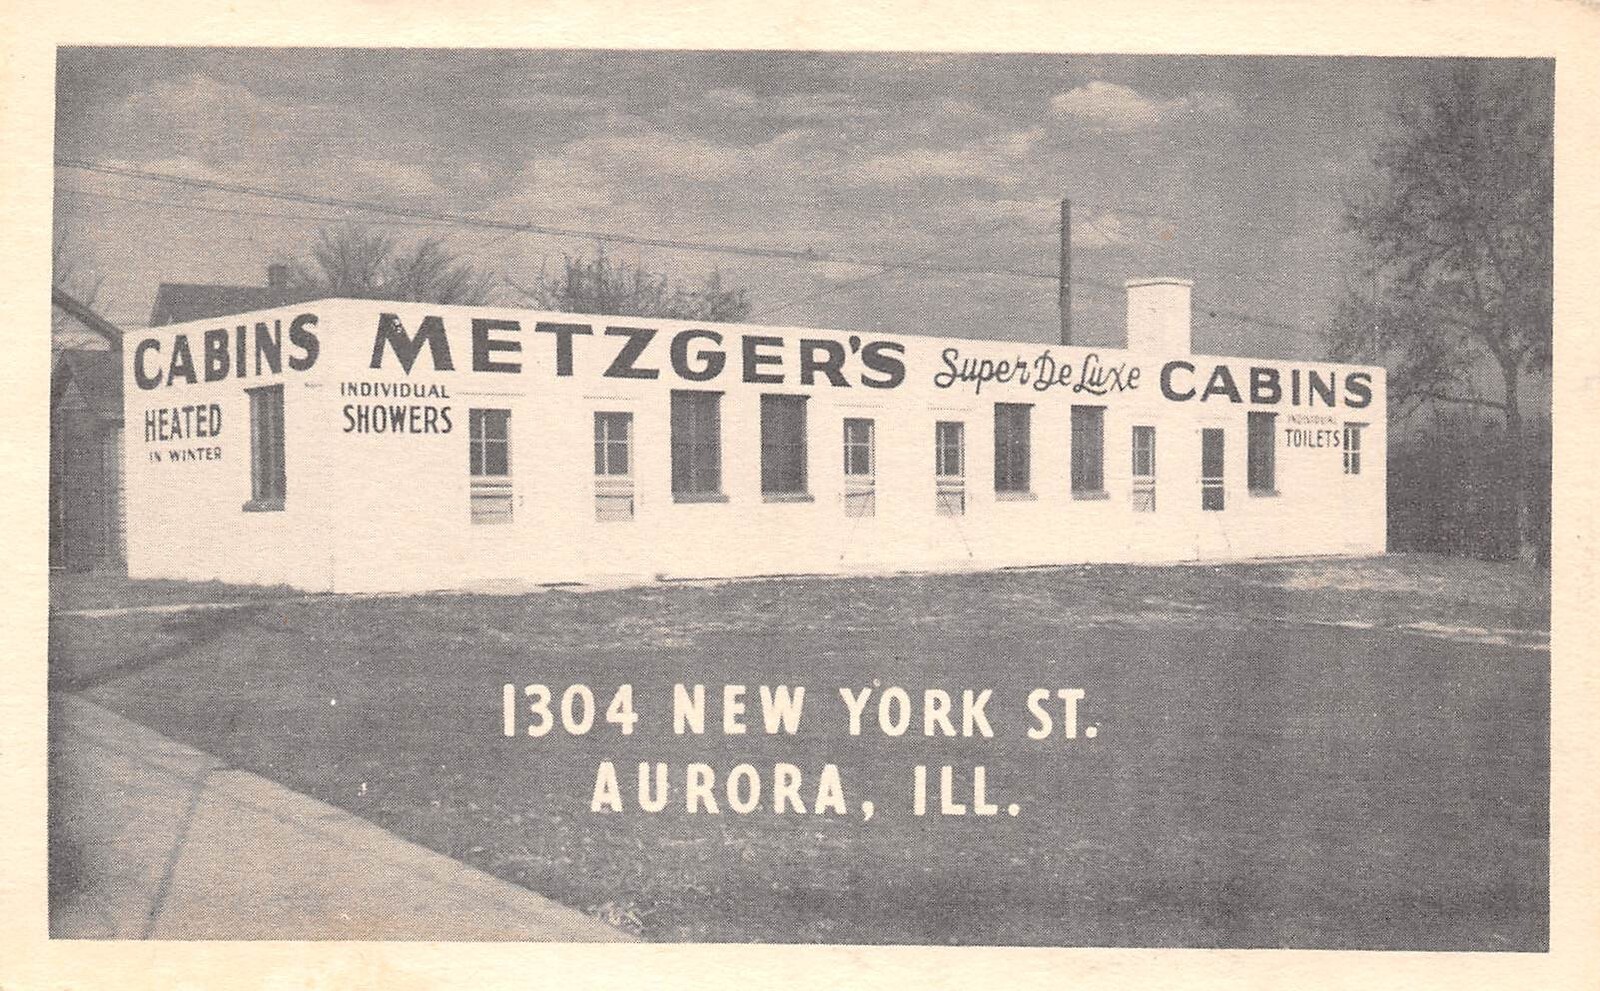 CABINS
HEATED
IN WINTER
METZGER'S Super De Luxe CABINS
INDIVIDUAL
SHOWERS
INDIVIDUAL
TOILETS
1304 NEW YORK ST.
AURORA, ILL.